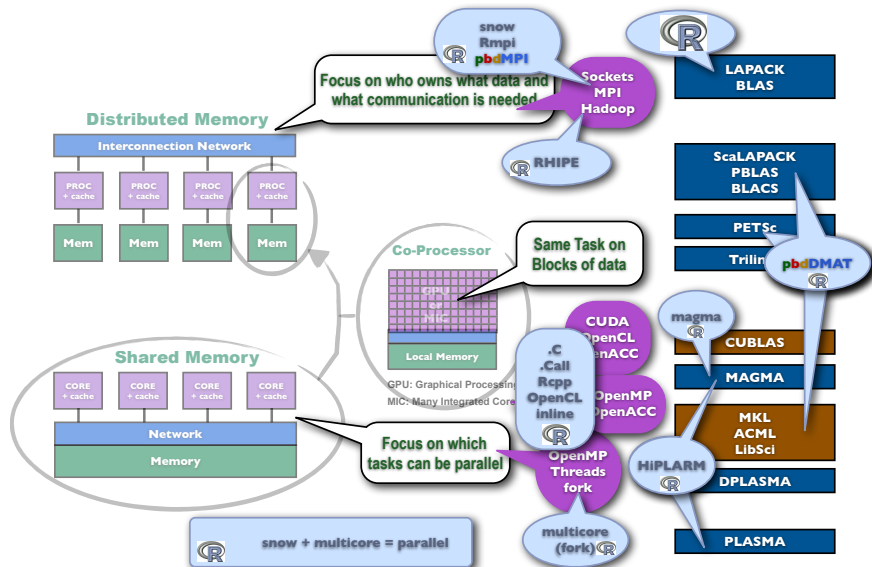 snow
Rmpi
pbdMPI
R
R
LAPACK
BLAS
Focus on who owns what data and
what communication is needed
Sockets
MPI
Hadoop
Distributed Memory
Interconnection Network
R RHIPE
ScaLAPACK
PBLAS
BLACS
PROC
+ cache
PROC
+ cache
PROC
+ cache
PROC
+ cache
Mem
Mem
Mem
Mem
PETSc
Trilin
pbdDMAT
R
Co-Processor
Same Task on
Blocks of data
GPU
or
MIC
Local Memory
GPU: Graphical Processing
MIC: Many Integrated Core
magma
R
CUDA
OpenCL
enACC
CUBLAS
MAGMA
.C
.Call
Rcpp
OpenCL
inline
R
OpenMP
OpenACC
Shared Memory
CORE
+ cache
CORE
+ cache
CORE
+ cache
CORE
+ cache
Network
Memory
Focus on which
tasks can be parallel
OpenMP
Threads
fork
MKL
ACML
LibSci
HiPLARM
R
DPLASMA
PLASMA
multicore
(fork) R
R snow + multicore = parallel